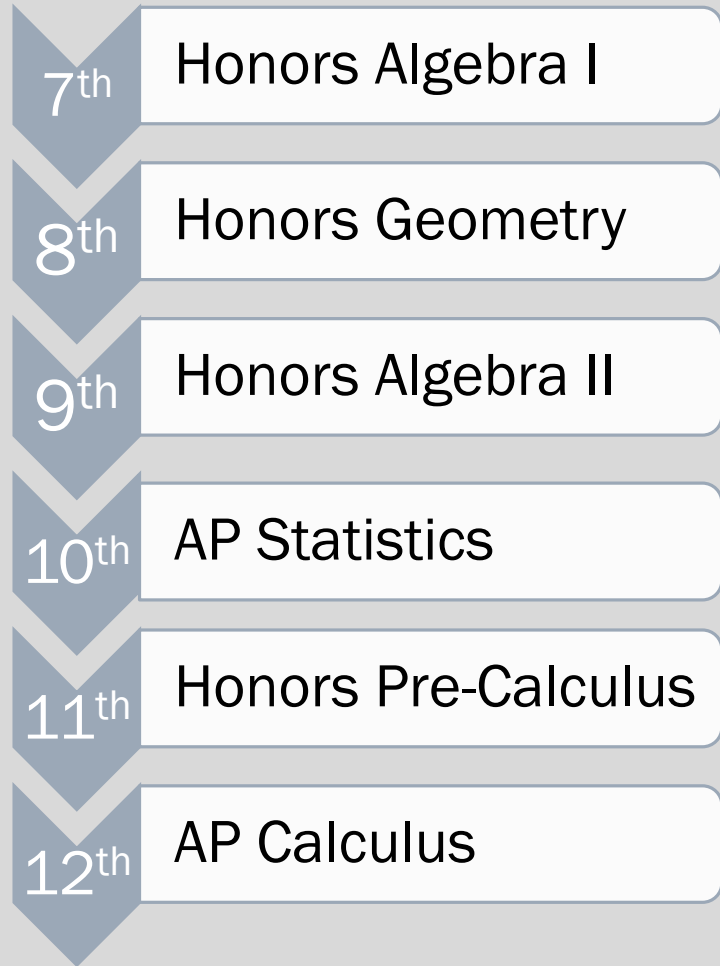 7th Honors Algebra I
8th Honors Geometry
9th Honors Algebra II
10th AP Statistics
11th Honors Pre-Calculus
12th AP Calculus